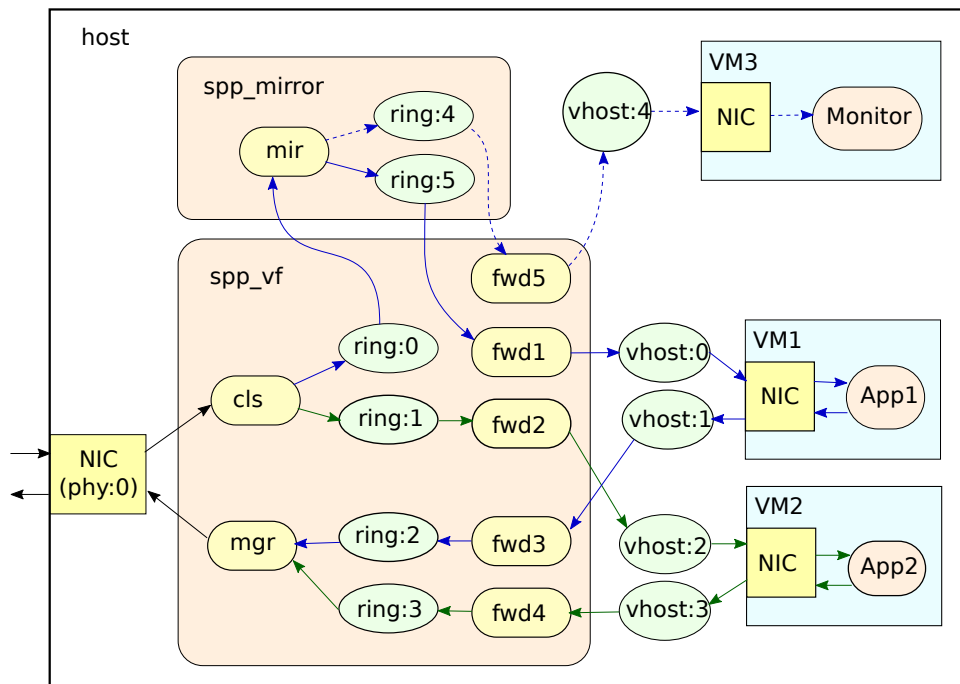 host
spp_mirror
ring:4
mir
ring:5
vhost:4
VM3
NIC
Monitor
spp_vf
fwd5
ring:0
fwd1
vhost:0
VM1
cls
ring:1
fwd2
vhost:1
NIC
App1
NIC
(phy:0)
mgr
ring:2
fwd3
vhost:2
VM2
NIC
App2
ring:3
fwd4
vhost:3